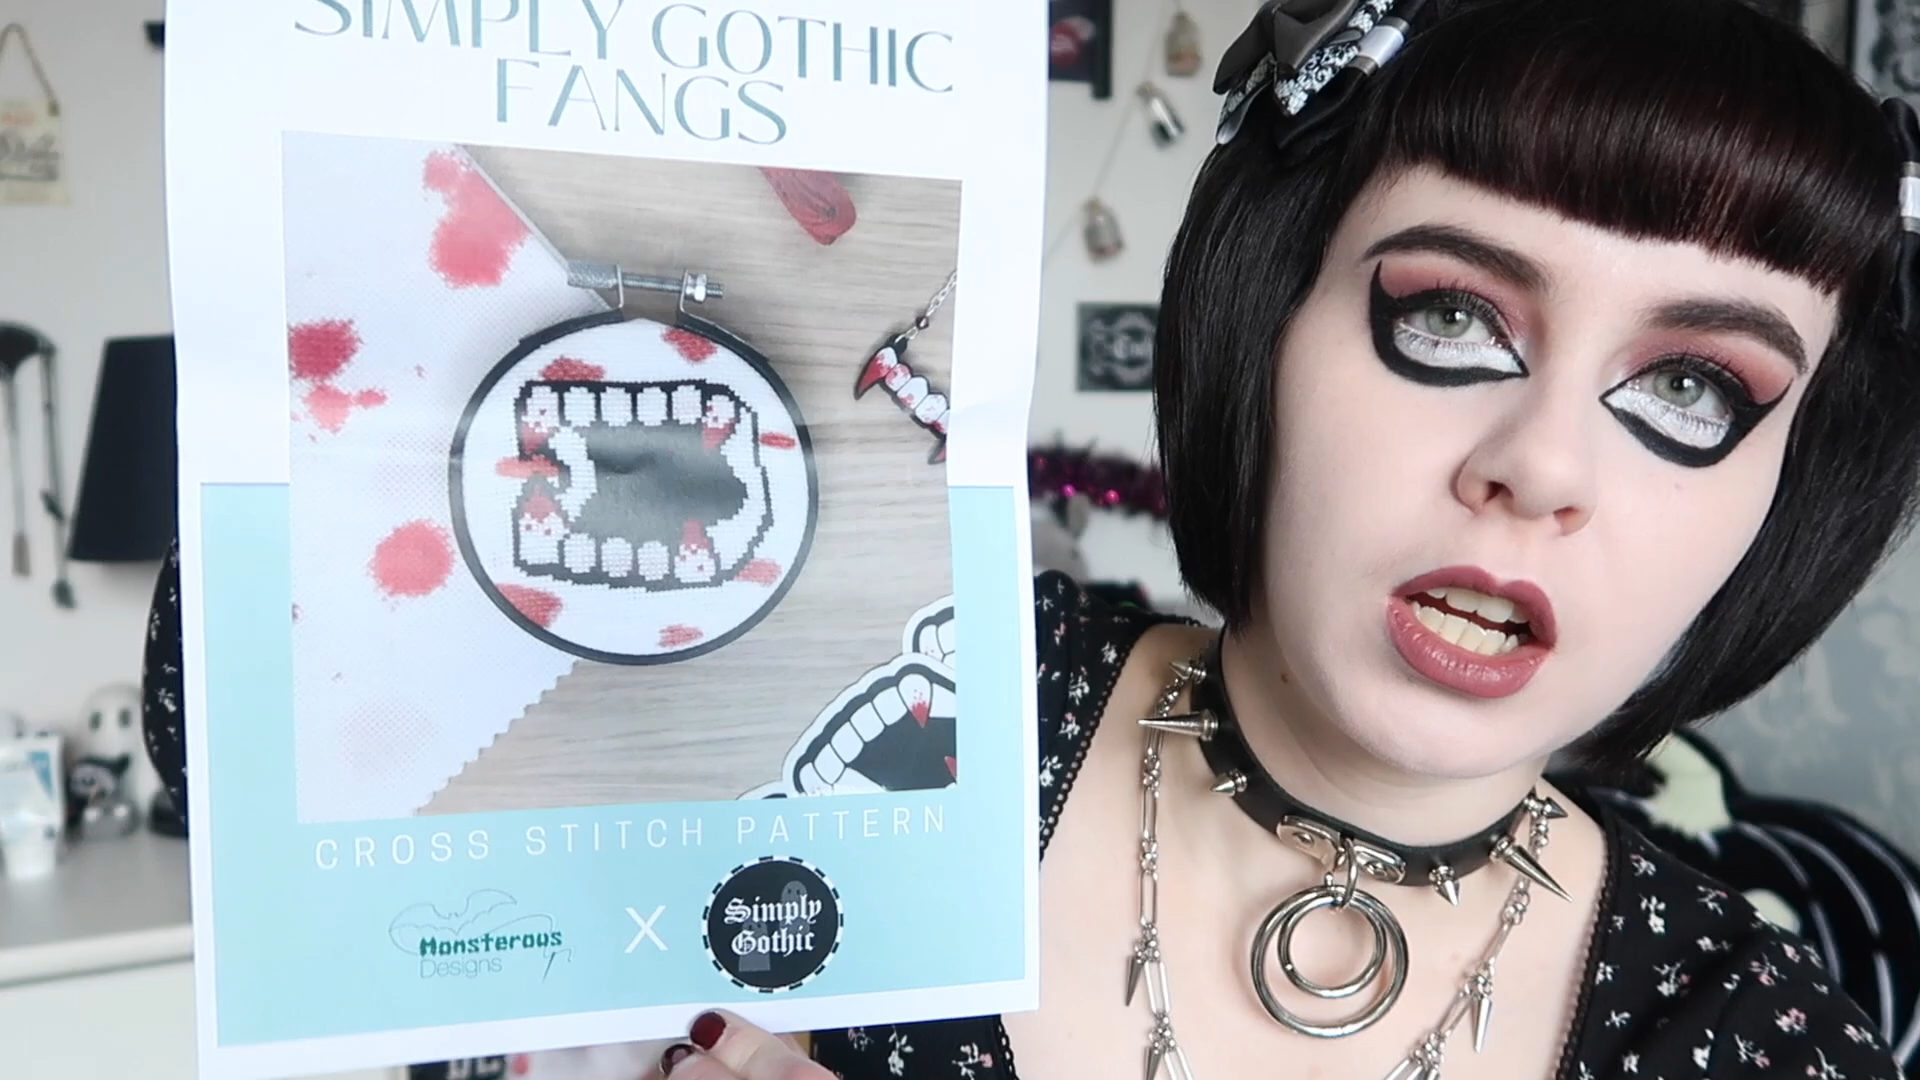 SIMPLY GOTHIC
FANGS
CROSS STITCH PATTERN
Monsterous
Designs
X
Simply
Gothic